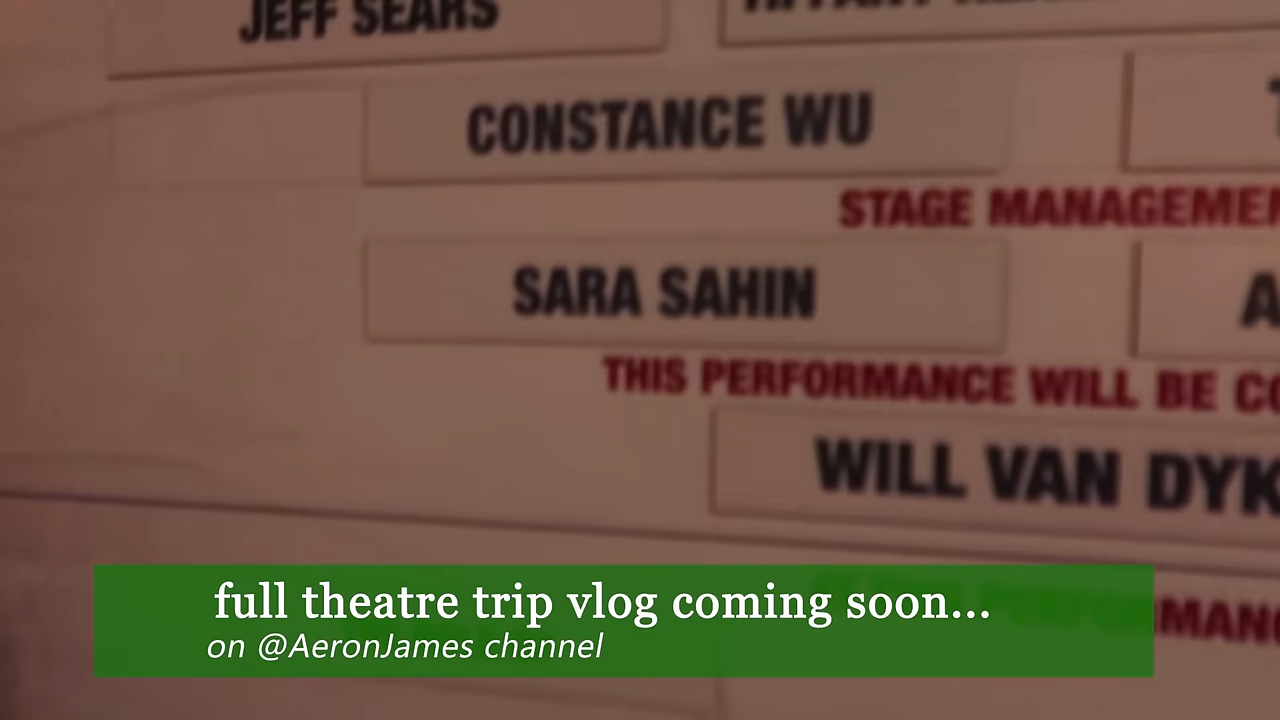 JEFF SEARS
CONSTANCE WU
STAGE MANAGEMEN
SARA SAHIN
A
THIS PERFORMANCE WILL BE CO
WILL VAN DYK
full theatre trip vlog coming soon...
on @AeronJames channel